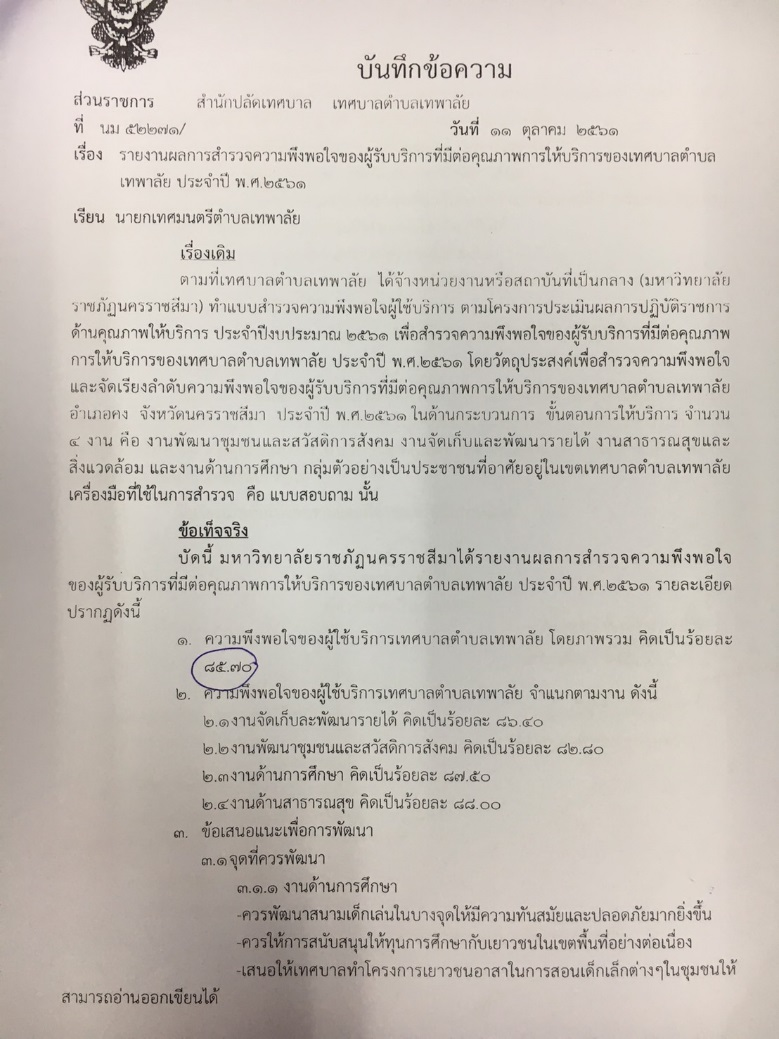 บันทึกข้อความ
ส่วนราชการ สำนักปลัดเทศบาล เทศบาลตำบลเทพาลัย
ที่ นม ๕๒๒๗๑/ วันที่ ๑๑ ตุลาคม ๒๕๖๑
เรื่อง รายงานผลการสำรวจความพึงพอใจของผู้รับบริการที่มีต่อคุณภาพการให้บริการของเทศบาลตำบล
เทพาลัย ประจำปี พ.ศ.๒๕๖๑
เรียน นายกเทศมนตรีตำบลเทพาลัย
เรื่องเดิม
ตามที่เทศบาลตำบลเทพาลัย ได้จ้างหน่วยงานหรือสถาบันที่เป็นกลาง (มหาวิทยาลัย
ราชภัฏนครราชสีมา) ทำแบบสำรวจความพึงพอใจผู้ใช้บริการ ตามโครงการประเมินผลการปฏิบัติราชการ
ด้านคุณภาพให้บริการ ประจำปีงบประมาณ ๒๕๖๑ เพื่อสำรวจความพึงพอใจของผู้รับบริการที่มีต่อคุณภาพ
การให้บริการของเทศบาลตำบลเทพาลัย ประจำปี พ.ศ.๒๕๖๑ โดยวัตถุประสงค์เพื่อสำรวจความพึงพอใจ
และจัดเรียงลำดับความพึงพอใจของผู้รับบริการที่มีต่อคุณภาพการให้บริการของเทศบาลตำบลเทพาลัย
อำเภอคง จังหวัดนครราชสีมา ประจำปี พ.ศ.๒๕๖๑ ในด้านกระบวนการ ขั้นตอนการให้บริการ จำนวน
๔ งาน คือ งานพัฒนาชุมชนและสวัสดิการสังคม งานจัดเก็บและพัฒนารายได้ งานสาธารณสุขและ
สิ่งแวดล้อม และงานด้านการศึกษา กลุ่มตัวอย่างเป็นประชาชนที่อาศัยอยู่ในเขตเทศบาลตำบลเทพาลัย
เครื่องมือที่ใช้ในการสำรวจ คือ แบบสอบถาม นั้น
ข้อเท็จจริง
บัดนี้ มหาวิทยาลัยราชภัฏนครราชสีมาได้รายงานผลการสำรวจความพึงพอใจ
ของผู้รับบริการที่มีต่อคุณภาพการให้บริการของเทศบาลตำบลเทพาลัย ประจำปี พ.ศ.๒๕๖๑ รายละเอียด
ปรากฏดังนี้
๑. ความพึงพอใจของผู้ใช้บริการเทศบาลตำบลเทพาลัย โดยภาพรวม คิดเป็นร้อยละ
๘๕.๗๐
๒. ความพึงพอใจของผู้ใช้บริการเทศบาลตำบลเทพาลัย จำแนกตามงาน ดังนี้
๒.๑งานจัดเก็บละพัฒนารายได้ คิดเป็นร้อยละ ๘๖.๔๐
๒.๒งานพัฒนาชุมชนและสวัสดิการสังคม คิดเป็นร้อยละ ๘๒.๘๐
๒.๓งานด้านการศึกษา คิดเป็นร้อยละ ๘๗.๕๐
๒.๔งานด้านสาธารณสุข คิดเป็นร้อยละ ๘๘.๐๐
๓. ข้อเสนอแนะเพื่อการพัฒนา
๓.๑จุดที่ควรพัฒนา
๓.๑.๑ งานด้านการศึกษา
-ควรพัฒนาสนามเด็กเล่นในบางจุดให้มีความทันสมัยและปลอดภัยมากยิ่งขึ้น
-ควรให้การสนับสนุนให้ทุนการศึกษากับเยาวชนในเขตพื้นที่อย่างต่อเนื่อง
-เสนอให้เทศบาลทำโครงการเยาวชนอาสาในการสอนเด็กเล็กต่างๆในชุมชนให้
สามารถอ่านออกเขียนได้